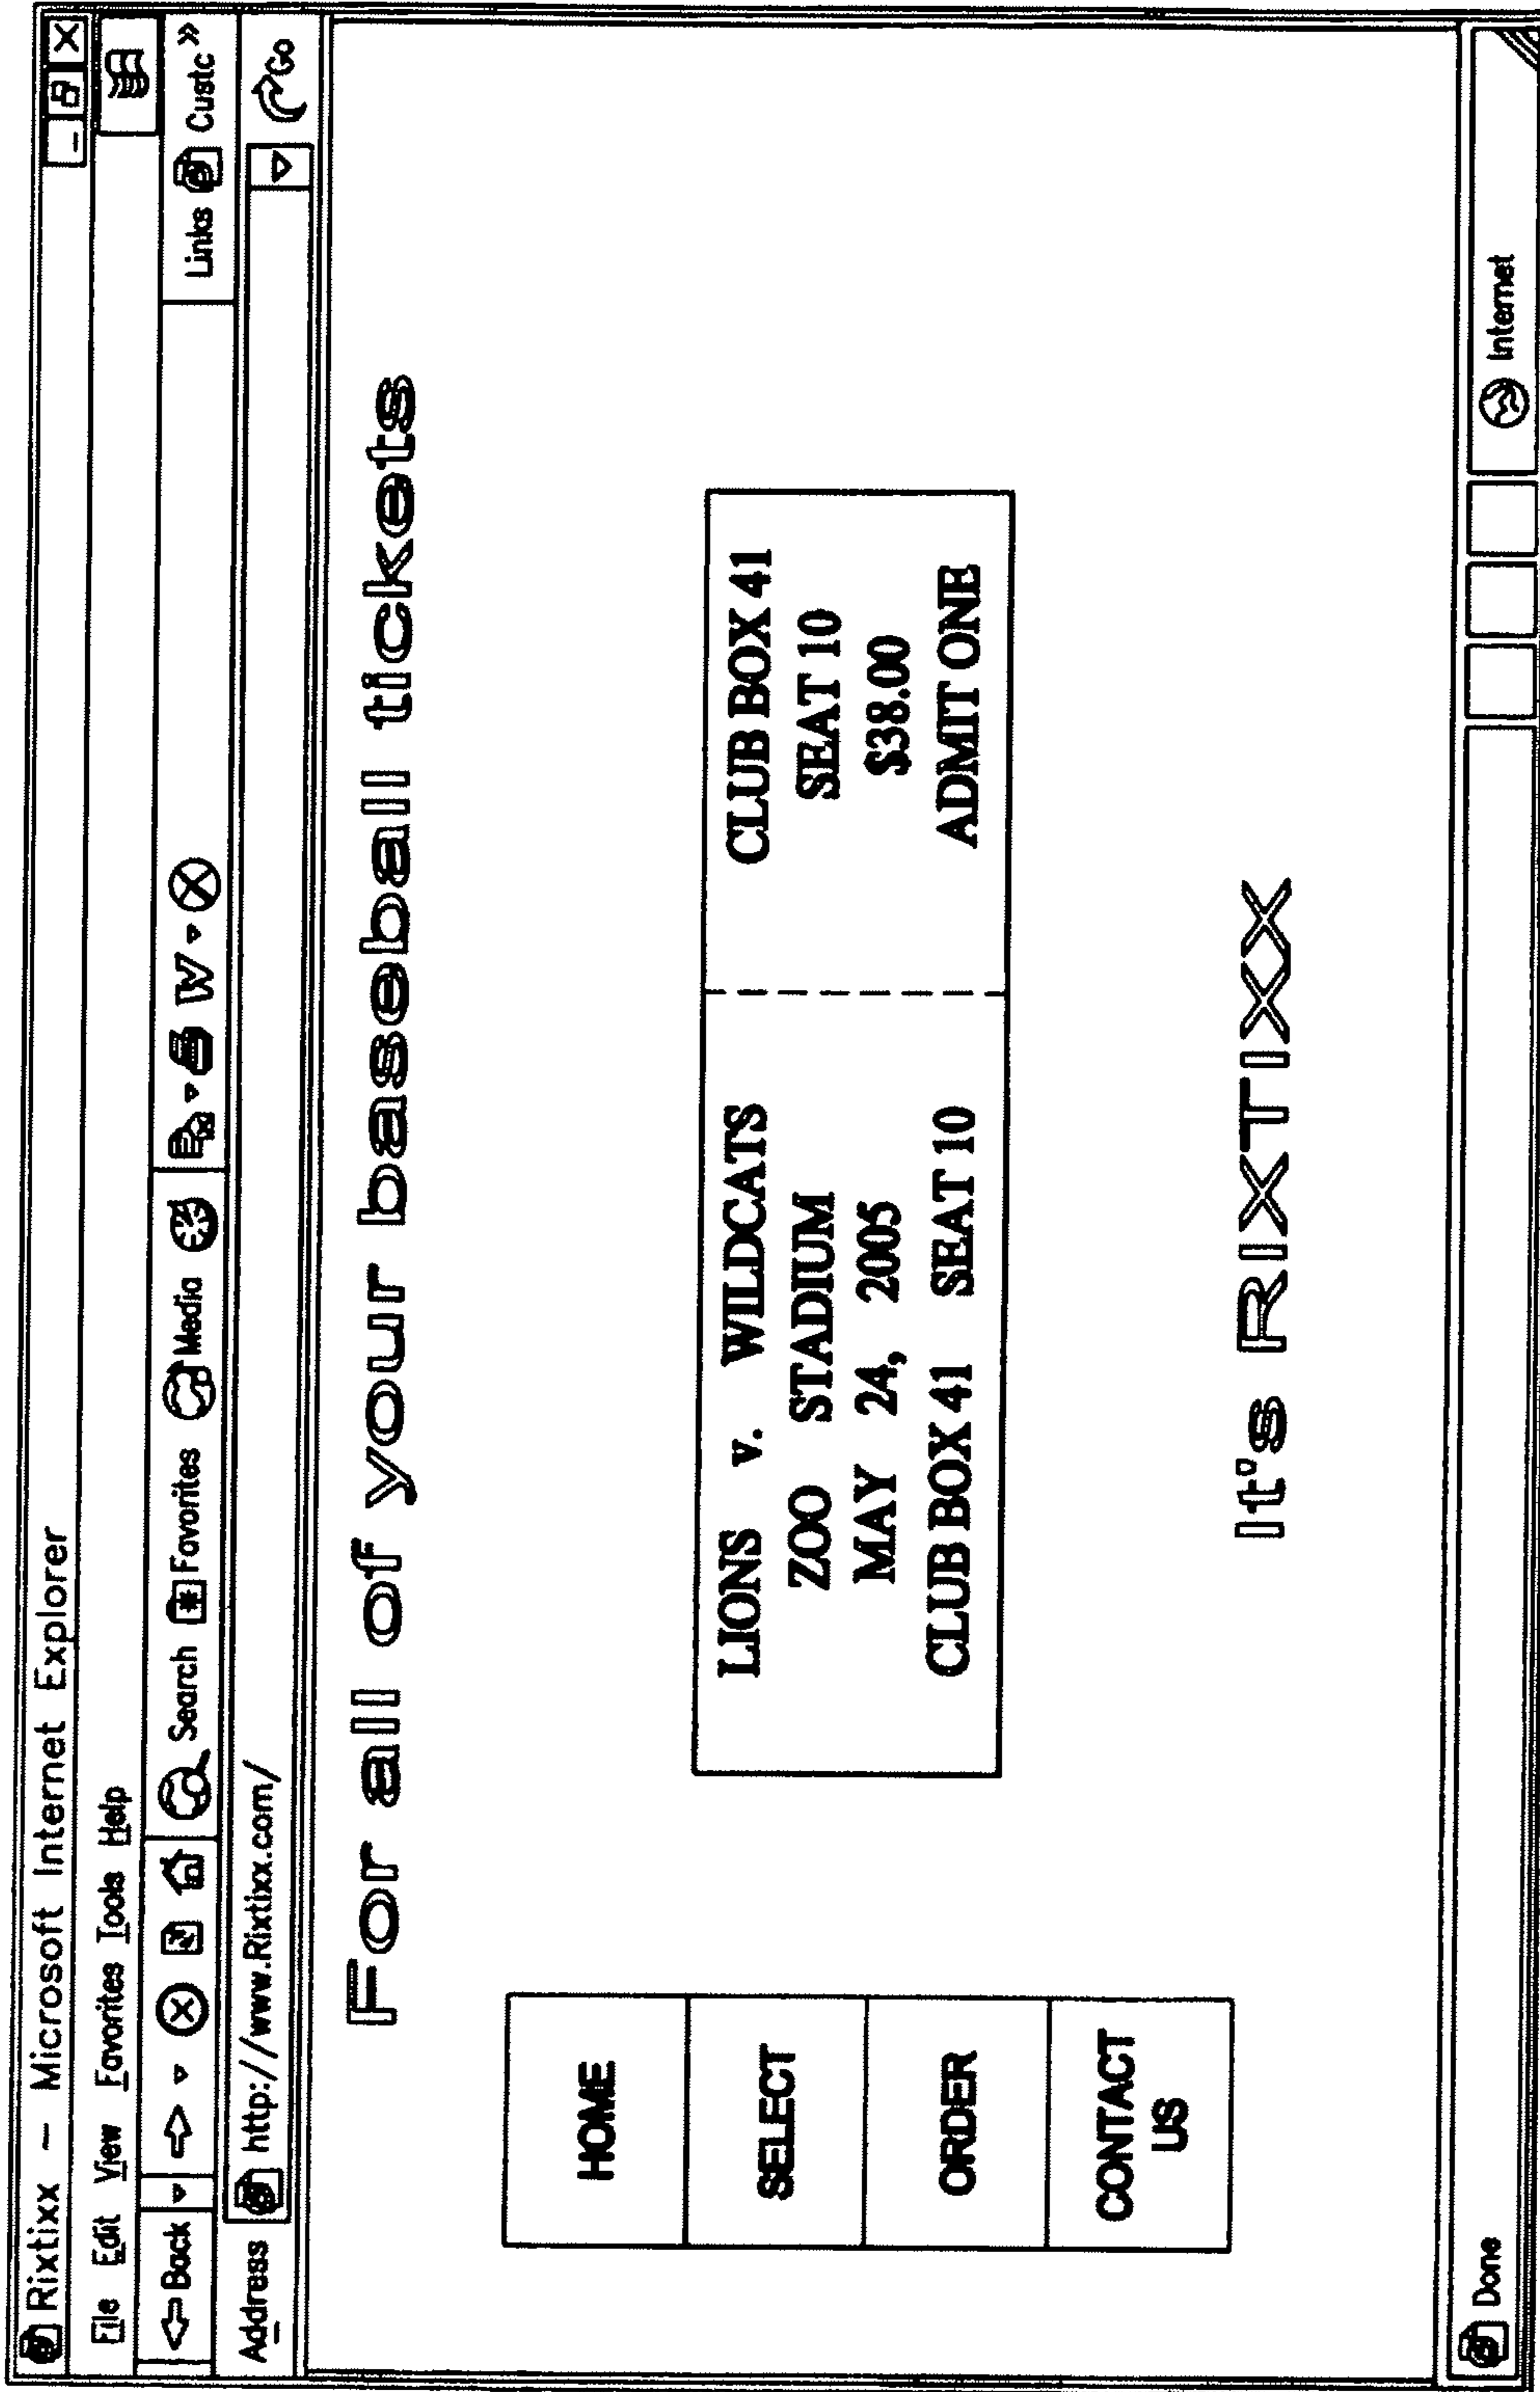 Rixtixx — Microsoft Internet Explorer
File Edit View Favorites Tools Help
Back Search Favorites Media W Links Custc »
Address http://www.Rixtixx.com/ Go
For all of your baseball tickets
HOME
SELECT
ORDER
CONTACT
US
LIONS v. WILDCATS
ZOO STADIUM
MAY 24, 2005
CLUB BOX 41 SEAT 10
CLUB BOX 41
SEAT 10
$38.00
ADMIT ONE
It's RIXTIXX
Done Internet